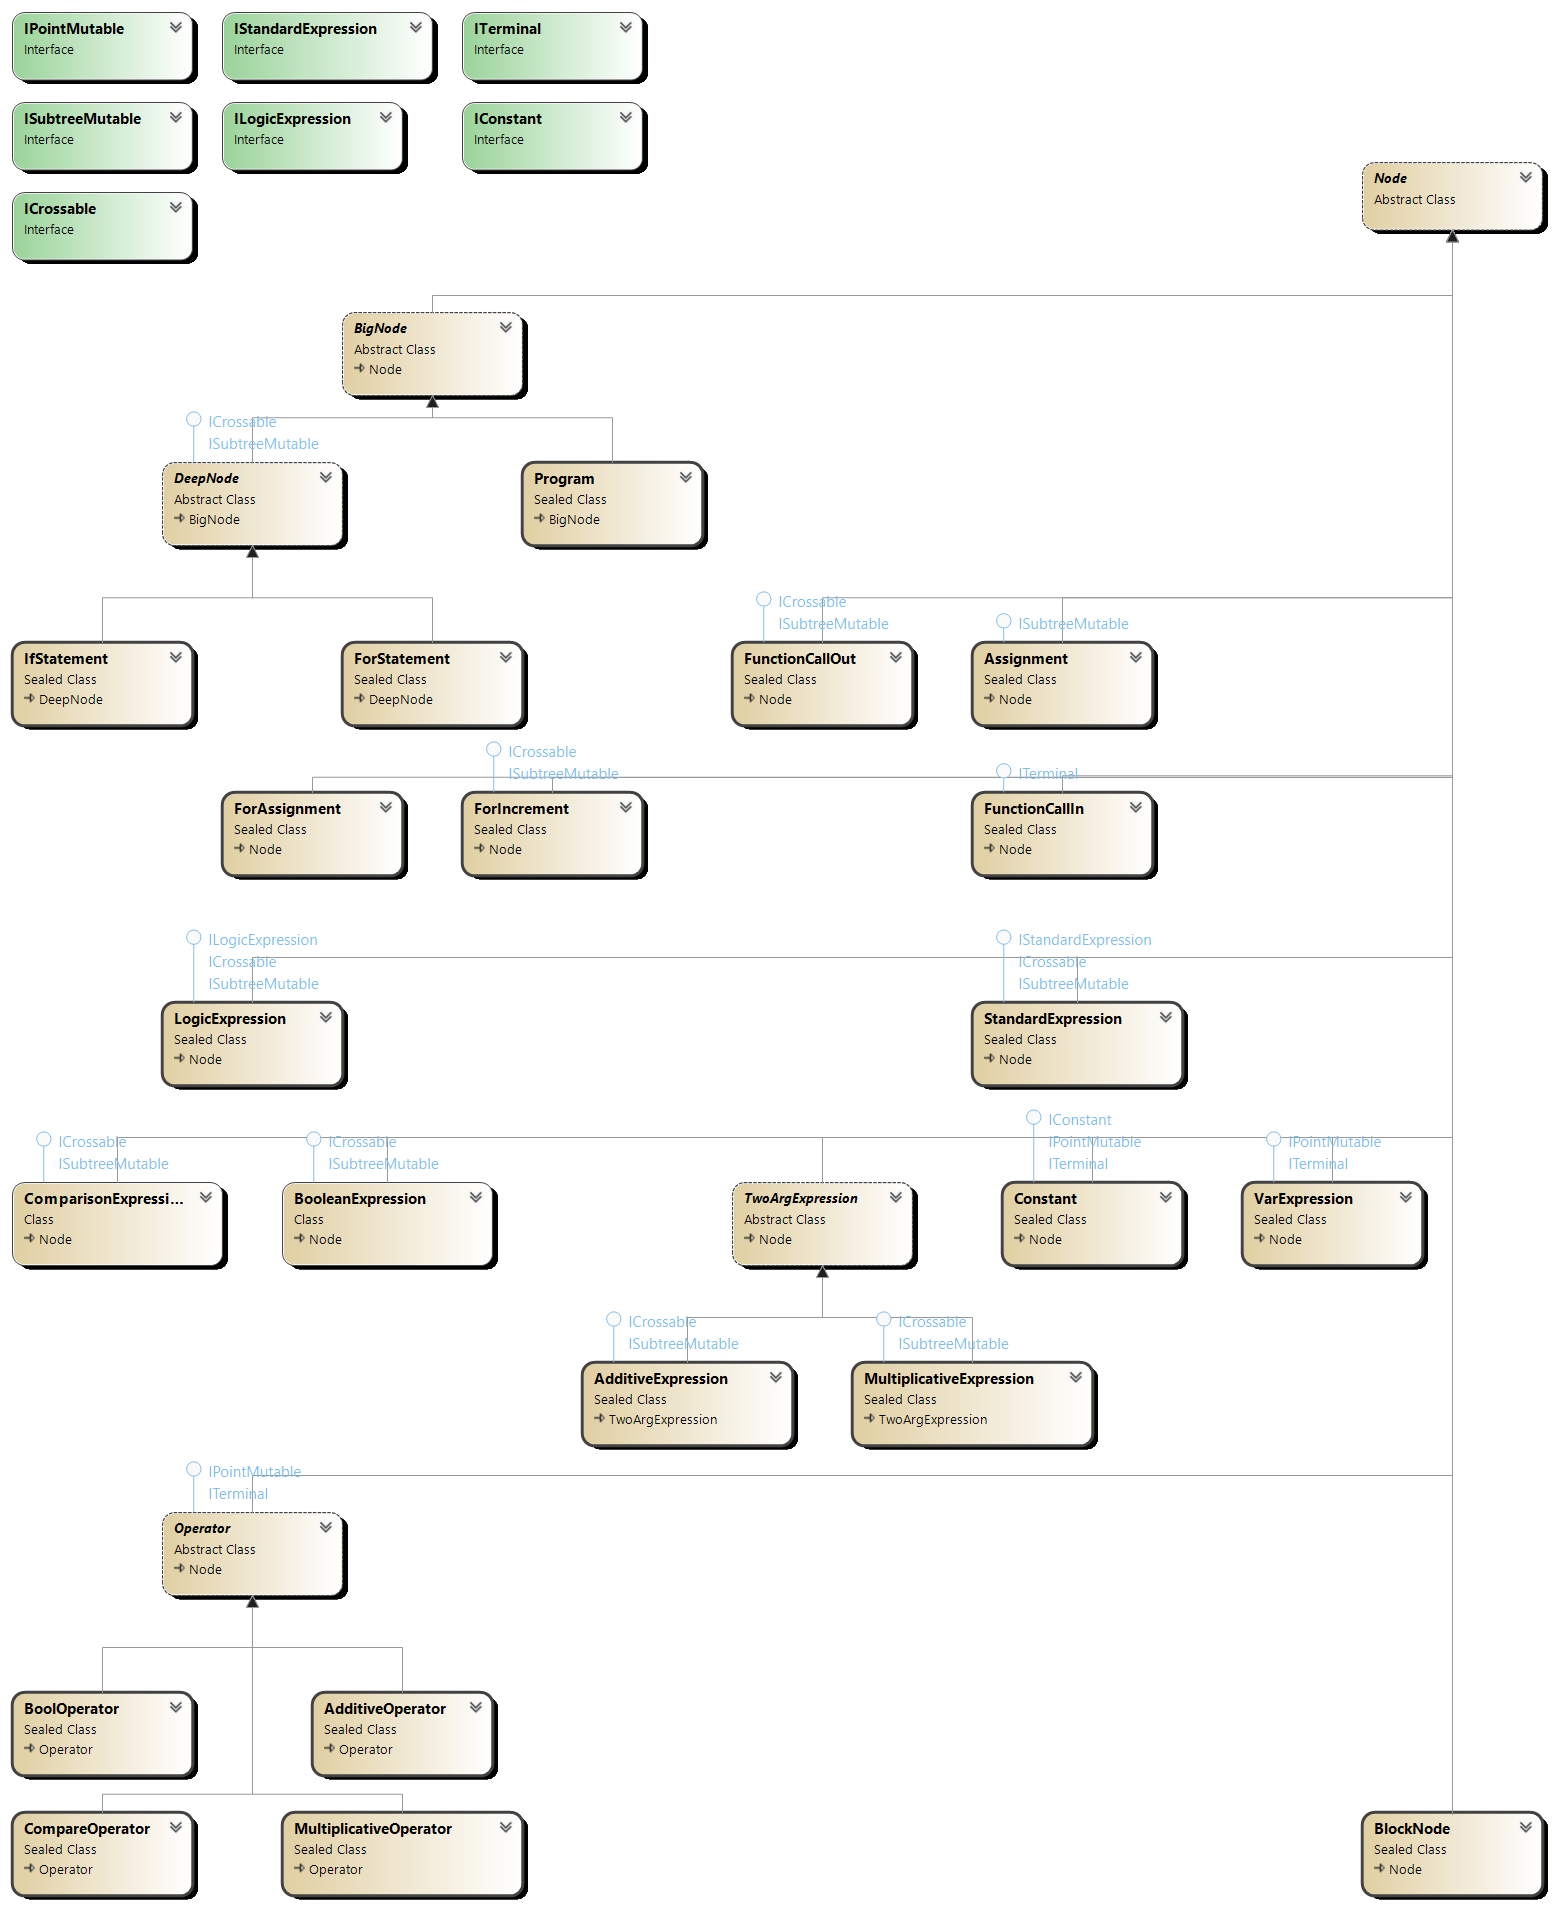 IPointMutable
Interface
IStandardExpression
Interface
ITerminal
Interface
ISubtreeMutable
Interface
ILogicExpression
Interface
IConstant
Interface
ICrossable
Interface
Node
Abstract Class
BigNode
Abstract Class
Node
ICrossable
ISubtreeMutable
DeepNode
Abstract Class
BigNode
Program
Sealed Class
BigNode
IfStatement
Sealed Class
DeepNode
ForStatement
Sealed Class
DeepNode
ICrossable
ISubtreeMutable
FunctionCallOut
Sealed Class
Node
ISubtreeMutable
Assignment
Sealed Class
Node
ForAssignment
Sealed Class
Node
ICrossable
ISubtreeMutable
ForIncrement
Sealed Class
Node
ITerminal
FunctionCallIn
Sealed Class
Node
ILogicExpression
ICrossable
ISubtreeMutable
LogicExpression
Sealed Class
Node
IStandardExpression
ICrossable
ISubtreeMutable
StandardExpression
Sealed Class
Node
ICrossable
ISubtreeMutable
ComparisonExpressi...
Class
Node
ICrossable
ISubtreeMutable
BooleanExpression
Class
Node
TwoArgExpression
Abstract Class
Node
IConstant
IPointMutable
ITerminal
Constant
Sealed Class
Node
IPointMutable
ITerminal
VarExpression
Sealed Class
Node
ICrossable
ISubtreeMutable
AdditiveExpression
Sealed Class
TwoArgExpression
ICrossable
ISubtreeMutable
MultiplicativeExpression
Sealed Class
TwoArgExpression
IPointMutable
ITerminal
Operator
Abstract Class
Node
BoolOperator
Sealed Class
Operator
AdditiveOperator
Sealed Class
Operator
CompareOperator
Sealed Class
Operator
MultiplicativeOperator
Sealed Class
Operator
BlockNode
Sealed Class
Node